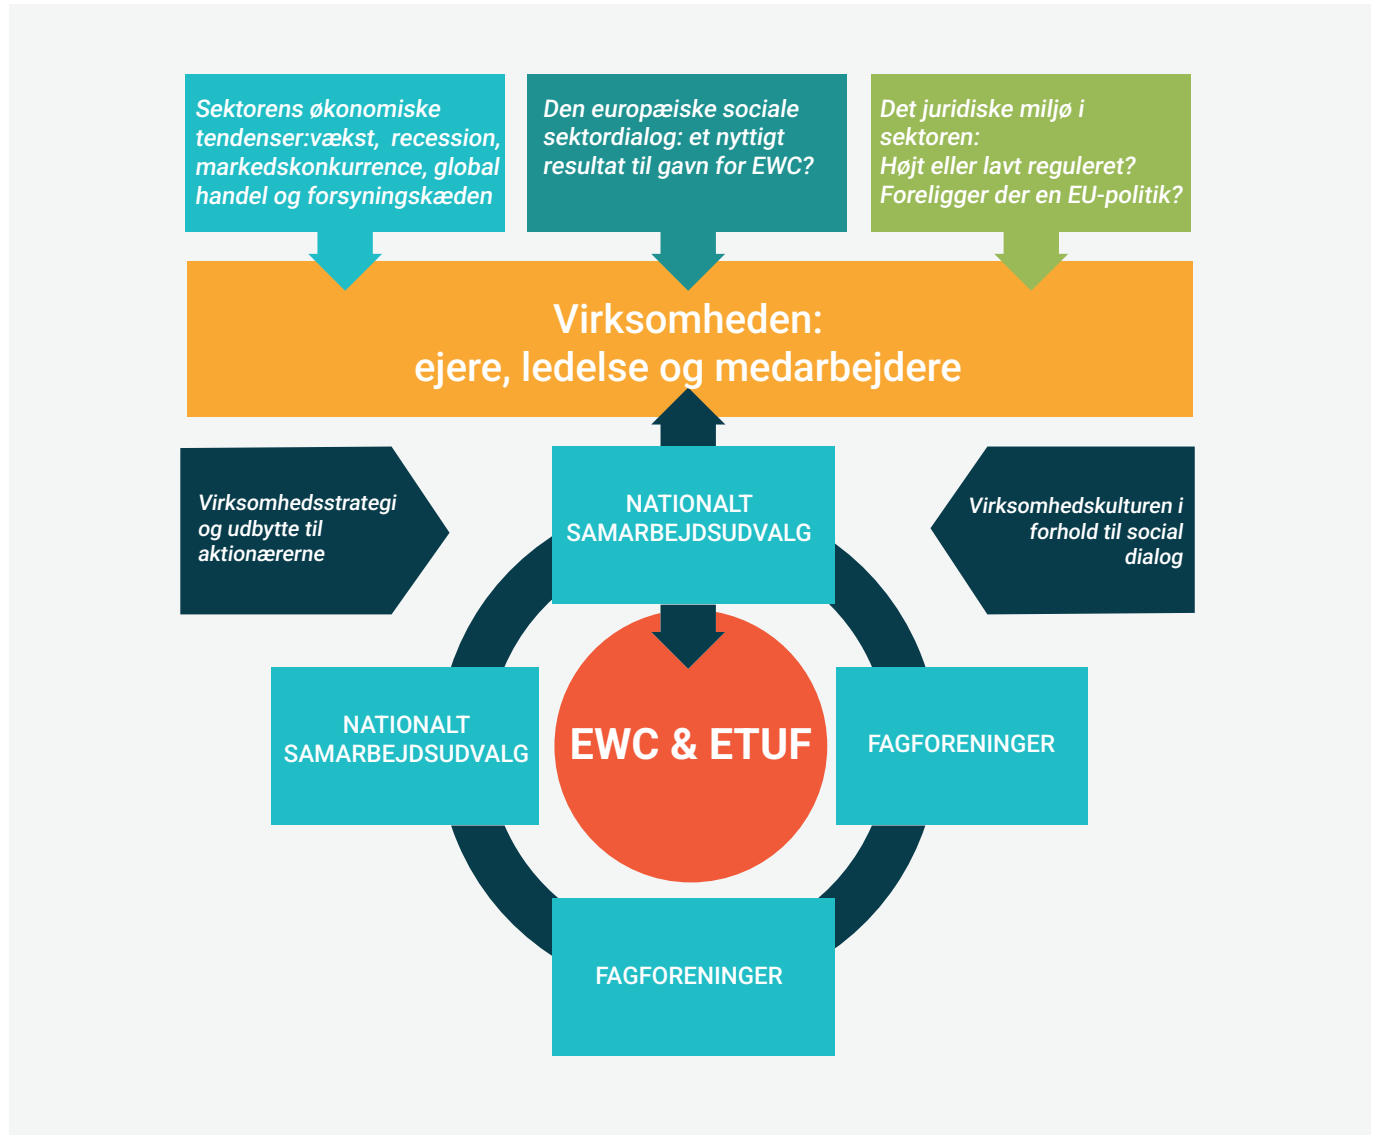 Sektorens økonomiske
tendenser:vækst, recession,
markedskonkurrence, global
handel og forsyningskæden
Den europæiske sociale
sektordialog: et nyttigt
resultat til gavn for EWC?
Det juridiske miljø i
sektoren:
Højt eller lavt reguleret?
Foreligger der en EU-politik?
Virksomheden:
ejere, ledelse og medarbejdere
Virksomhedsstrategi
og udbytte til
aktionærerne
NATIONALT
SAMARBEJDSUDVALG
Virksomhedskulturen i
forhold til social
dialog
NATIONALT
SAMARBEJDSUDVALG
EWC & ETUF
FAGFORENINGER
FAGFORENINGER